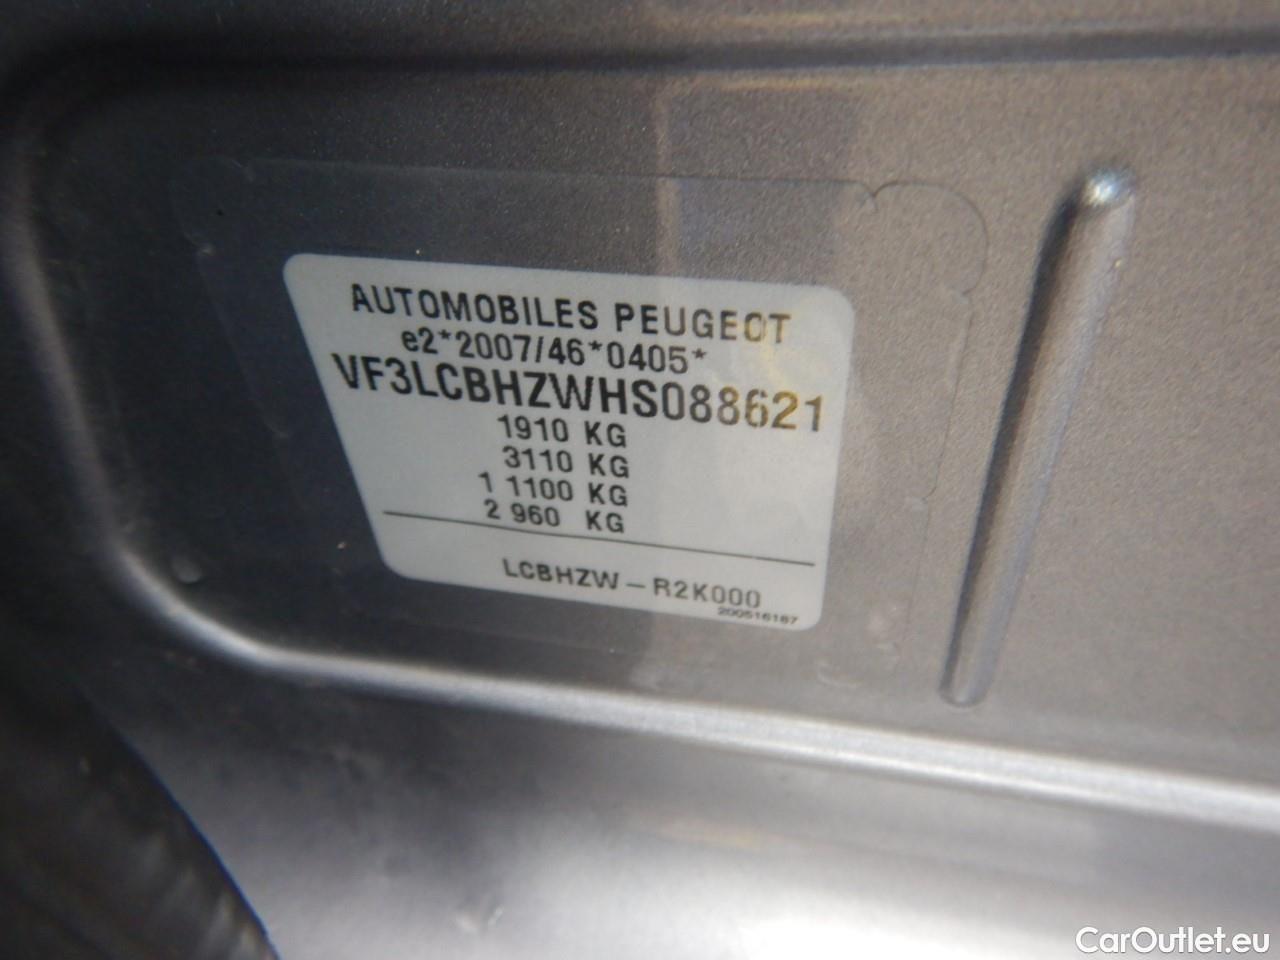 AUTOMOBILES PEUGEOT
e2*2007/46*0405*
VF3LCBHZWHS088621
1910 KG
3110 KG
1 1100 KG
2 960 KG
LCBHZW - R2K000
200516187
CarOutlet.eu